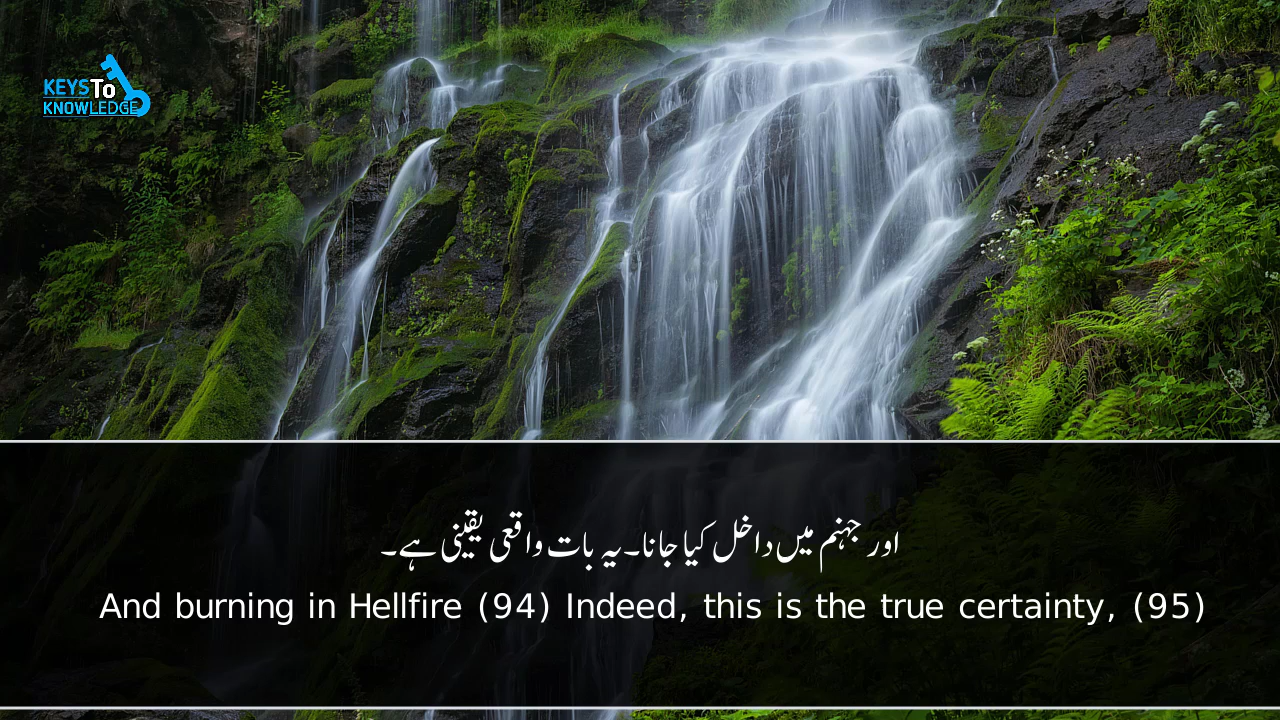 KEYS To
KNOWLEDGE
اور جہنم میں داخل کیا جانا۔ یہ بات واقعی یقینی ہے۔
And burning in Hellfire (94) Indeed, this is the true certainty, (95)